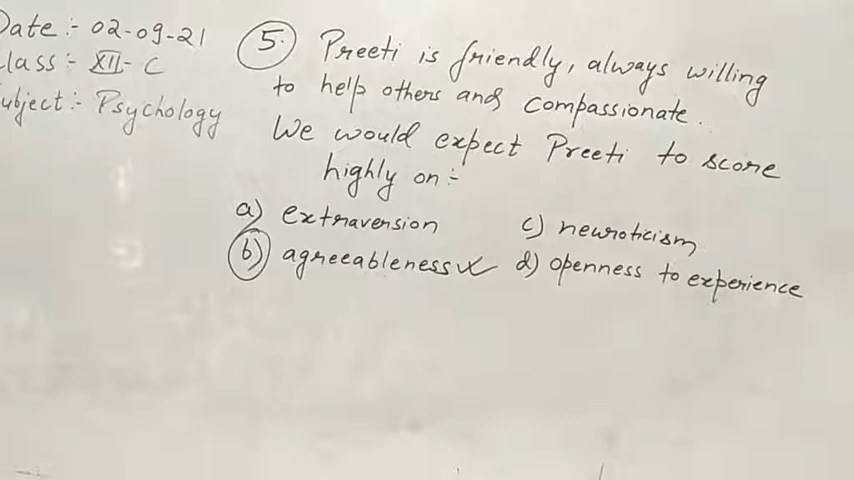 Date :- 02-09-21
Class :- XII- C
Subject :- Psychology
5. Preeti is friendly, always willing
to help others and compassionate.
We would expect Preeti to score
highly on :-
a) extraversion
b) agreeableness
c) neuroticism
d) openness to experience